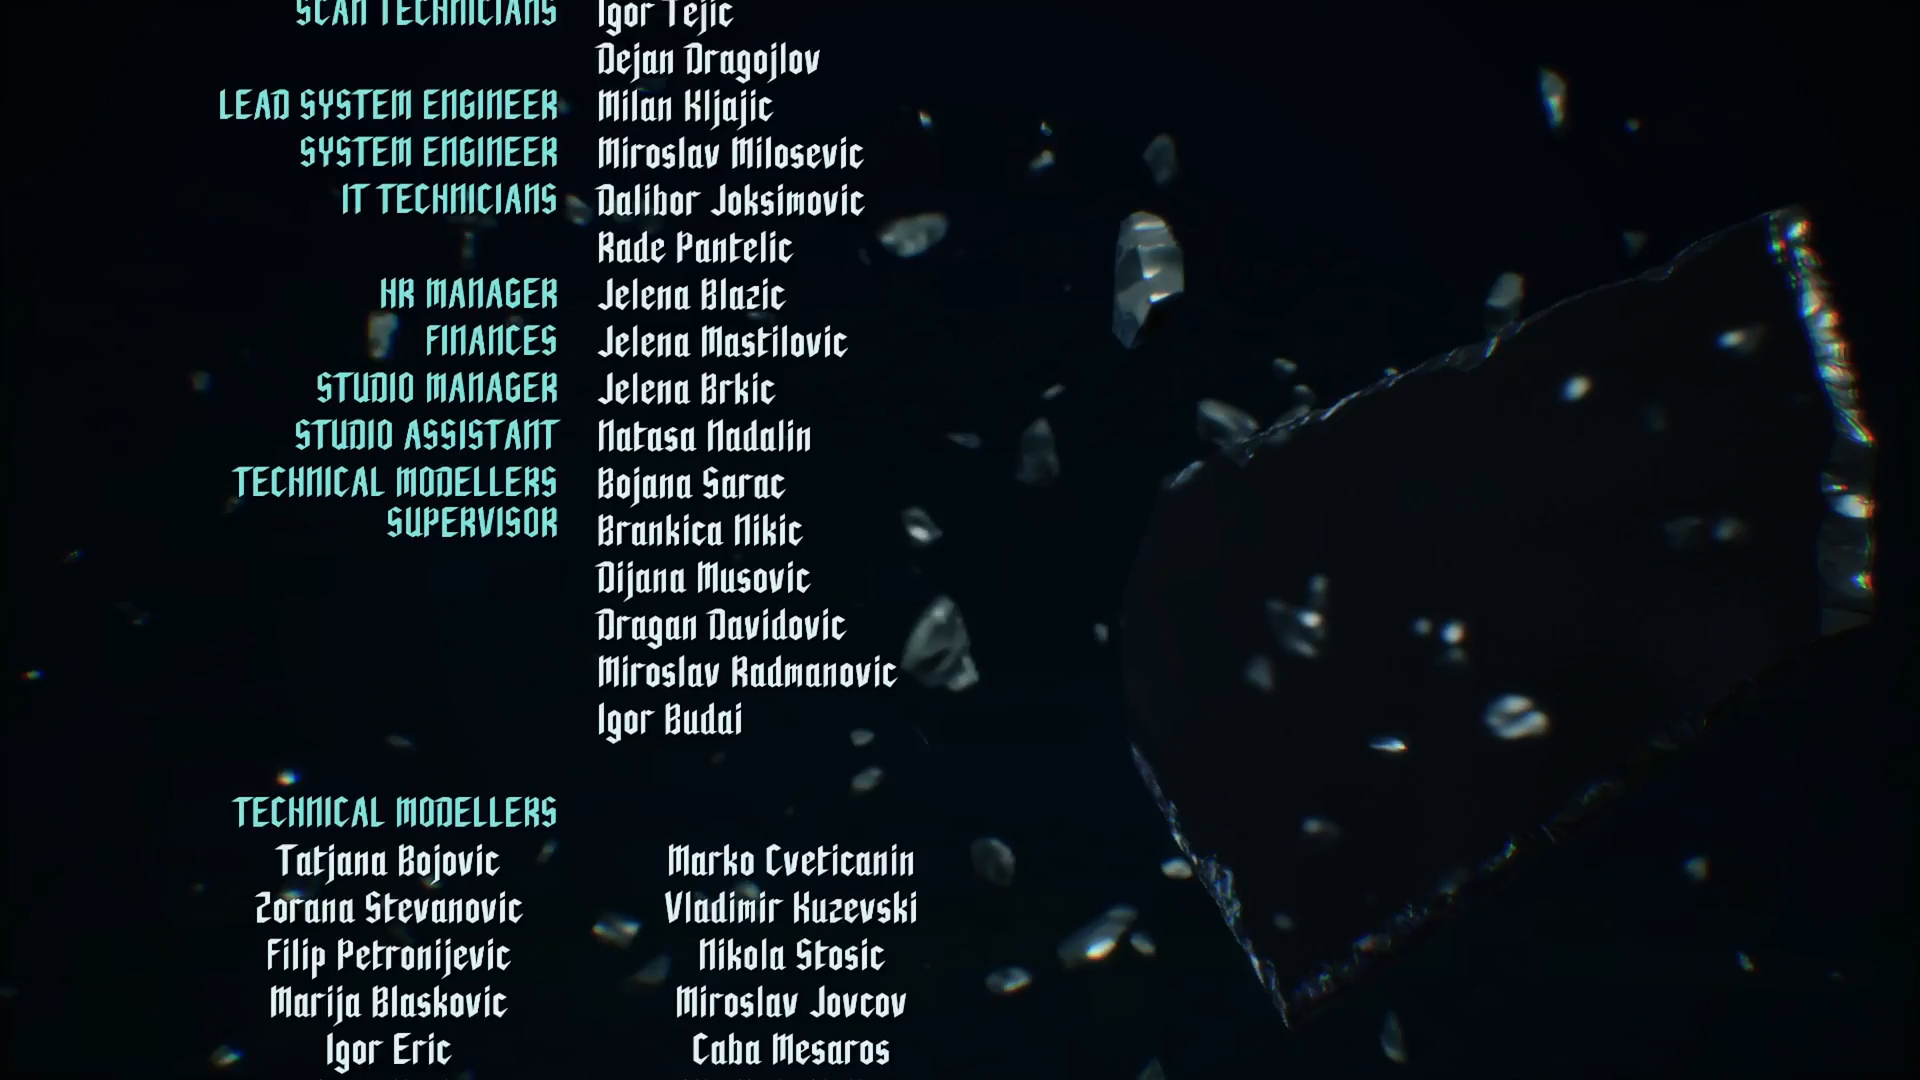 SCAN TECHNICIANS Igor Tejic
Dejan Dragojlov
LEAD SYSTEM ENGINEER Milan Kljajic
SYSTEM ENGINEER Miroslav Milosevic
IT TECHNICIANS Dalibor Joksimovic
Rade Pantelic
HR MANAGER Jelena Blazic
FINANCES Jelena Mastilovic
STUDIO MANAGER Jelena Brkic
STUDIO ASSISTANT Natasa Nadalin
TECHNICAL MODELLERS Bojana Sarac
SUPERVISOR Brankica Nikic
Dijana Musovic
Dragan Davidovic
Miroslav Radmanovic
Igor Budai
TECHNICAL MODELLERS
Tatjana Bojovic Marko Cveticanin
Zorana Stevanovic Vladimir Kuzevski
Filip Petronijevic Nikola Stosic
Marija Blaskovic Miroslav Jovcov
Igor Eric Caba Mesaros